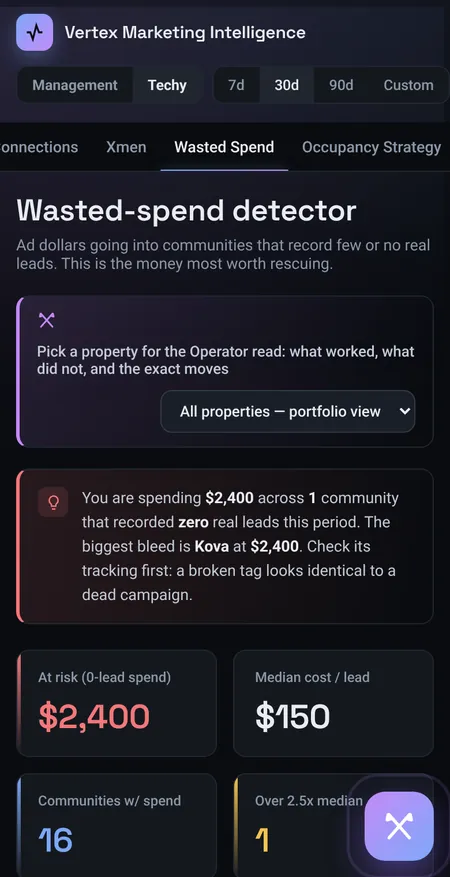 Vertex Marketing Intelligence
Management Techy 7d 30d 90d Custom
onnections Xmen Wasted Spend Occupancy Strategy
Wasted-spend detector
Ad dollars going into communities that record few or no real
leads. This is the money most worth rescuing.
Pick a property for the Operator read: what worked, what
did not, and the exact moves
All properties — portfolio view
You are spending $2,400 across 1 community
that recorded zero real leads this period. The
biggest bleed is Kova at $2,400. Check its
tracking first: a broken tag looks identical to a
dead campaign.
At risk (0-lead spend)
$2,400
Median cost / lead
$150
Communities w/ spend
16
Over 2.5x median
1